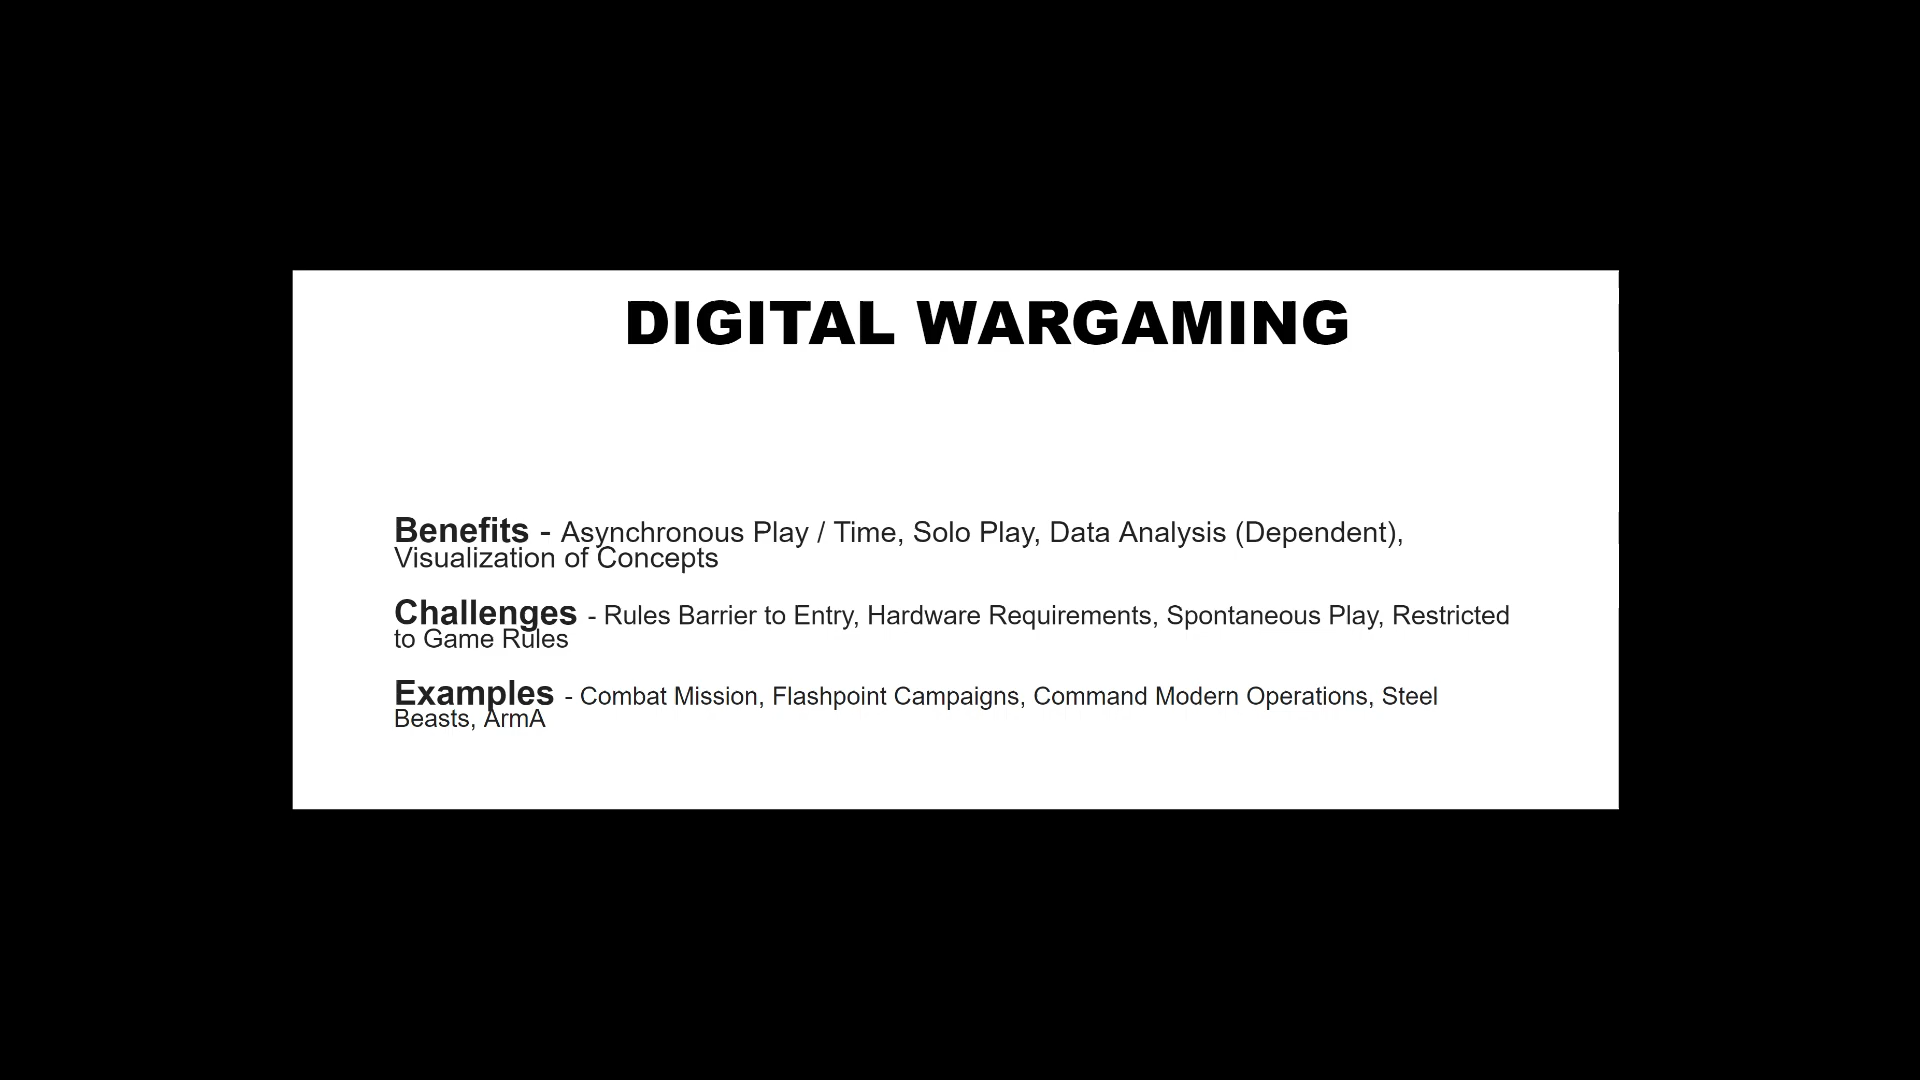 DIGITAL WARGAMING
Benefits - Asynchronous Play / Time, Solo Play, Data Analysis (Dependent),
Visualization of Concepts
Challenges - Rules Barrier to Entry, Hardware Requirements, Spontaneous Play, Restricted
to Game Rules
Examples - Combat Mission, Flashpoint Campaigns, Command Modern Operations, Steel
Beasts, ArmA